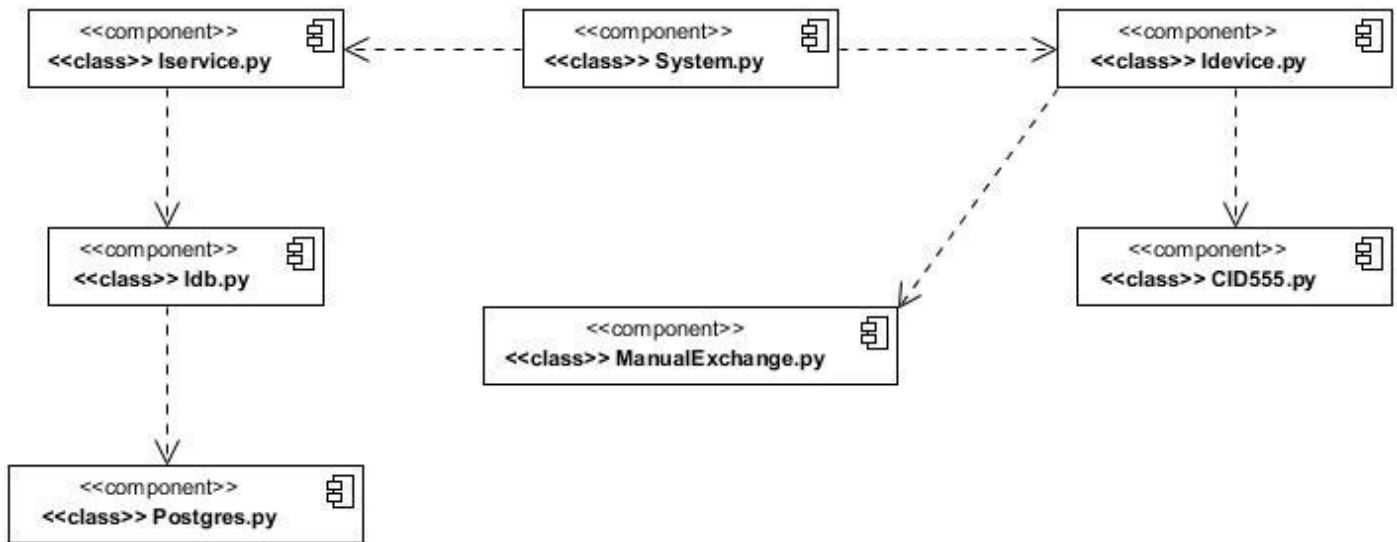 <<component>>
<<class>> Iservice.py
<<component>>
<<class>> System.py
<<component>>
<<class>> Idevice.py
<<component>>
<<class>> Idb.py
<<component>>
<<class>> CID555.py
<<component>>
<<class>> ManualExchange.py
<<component>>
<<class>> Postgres.py